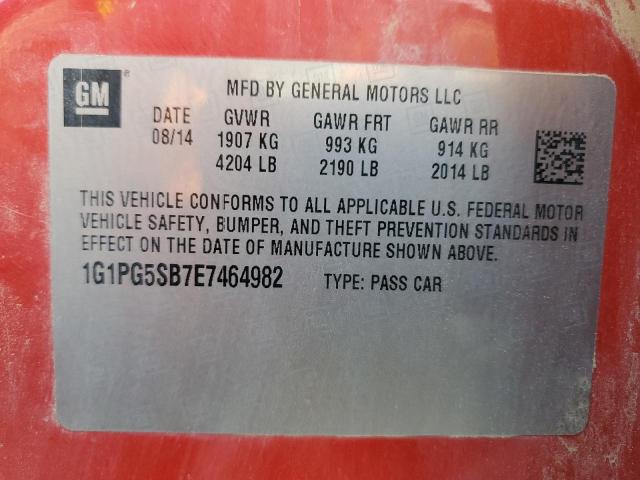 GM ®
MFD BY GENERAL MOTORS LLC
DATE GVWR GAWR FRT GAWR RR
08/14 1907 KG 993 KG 914 KG
4204 LB 2190 LB 2014 LB
THIS VEHICLE CONFORMS TO ALL APPLICABLE U.S. FEDERAL MOTOR
VEHICLE SAFETY, BUMPER, AND THEFT PREVENTION STANDARDS IN
EFFECT ON THE DATE OF MANUFACTURE SHOWN ABOVE.
1G1PG5SB7E7464982 TYPE: PASS CAR